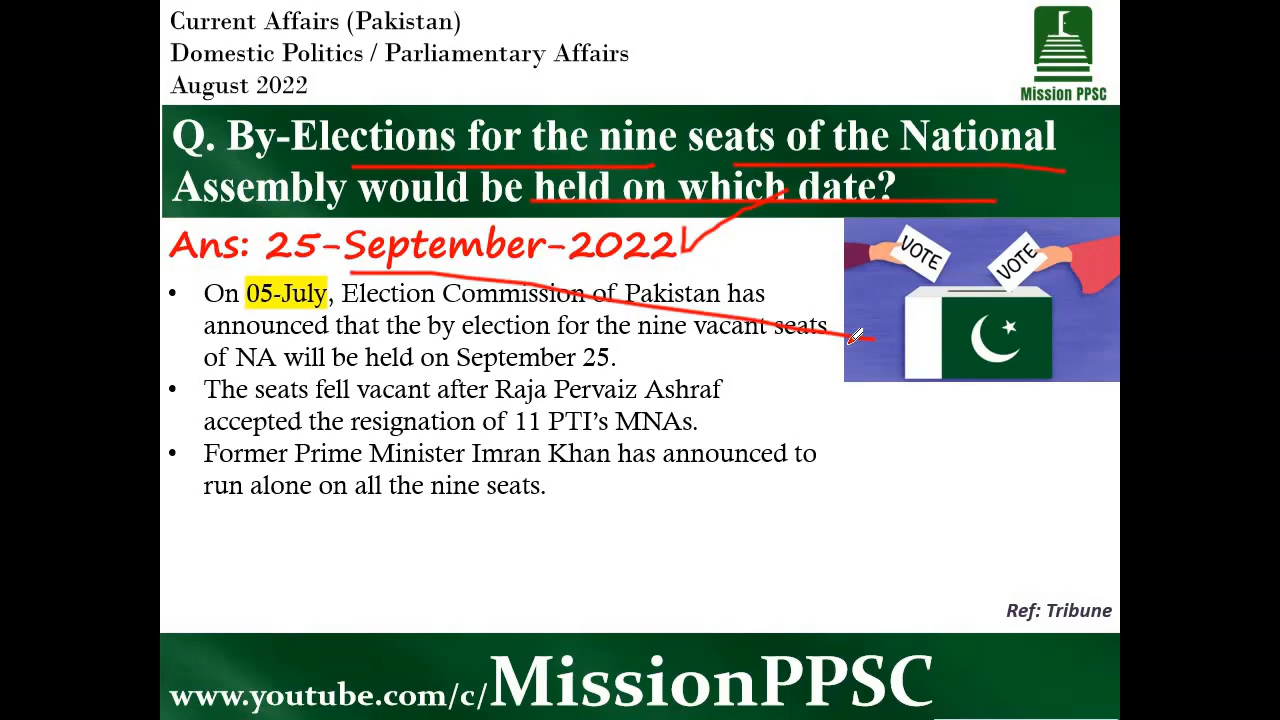 Current Affairs (Pakistan)
Domestic Politics / Parliamentary Affairs
August 2022
Mission PPSC
Q. By-Elections for the nine seats of the National
Assembly would be held on which date?
Ans: 25-September-2022
VOTE
VOTE
• On 05-July, Election Commission of Pakistan has
announced that the by election for the nine vacant seats
of NA will be held on September 25.
• The seats fell vacant after Raja Pervaiz Ashraf
accepted the resignation of 11 PTI's MNAs.
• Former Prime Minister Imran Khan has announced to
run alone on all the nine seats.
Ref: Tribune
www.youtube.com/c/MissionPPSC